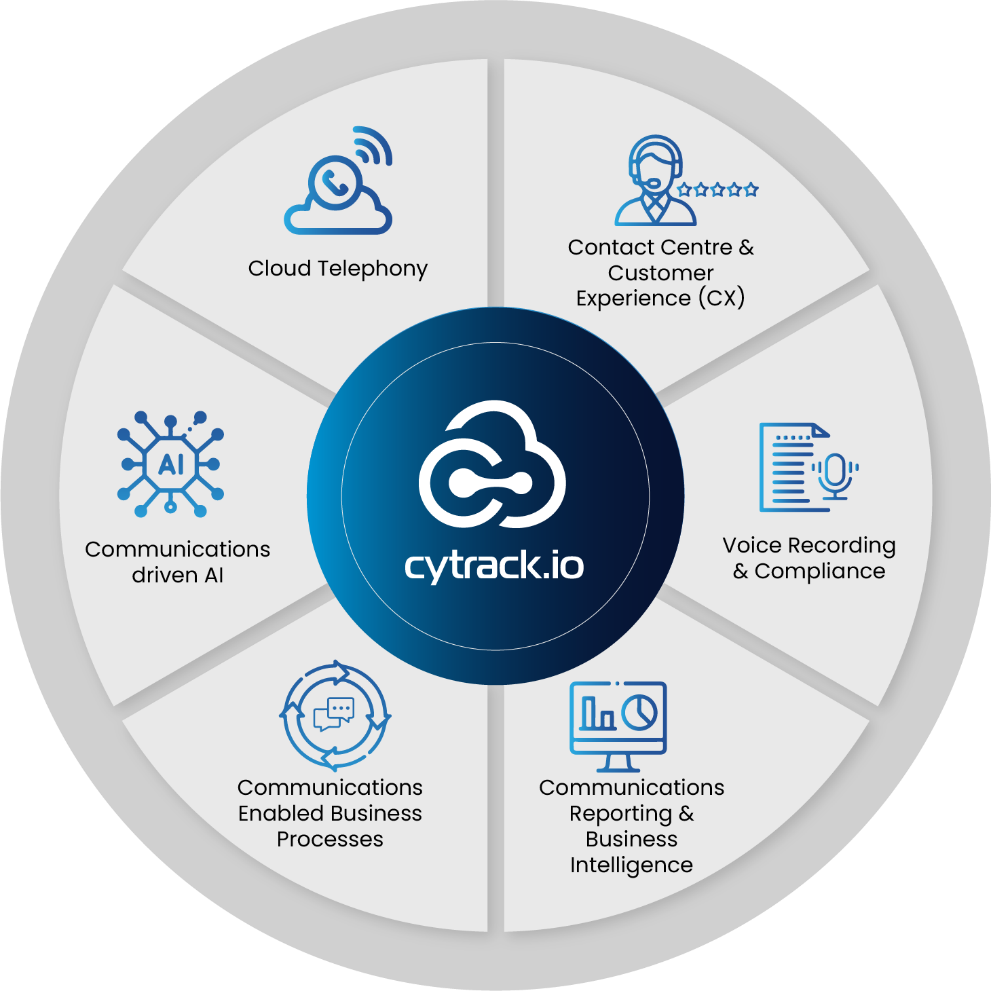 Cloud Telephony
Contact Centre &
Customer
Experience (CX)
AI
Communications
driven AI
cytrack.io
Voice Recording
& Compliance
Communications
Enabled Business
Processes
Communications
Reporting &
Business
Intelligence